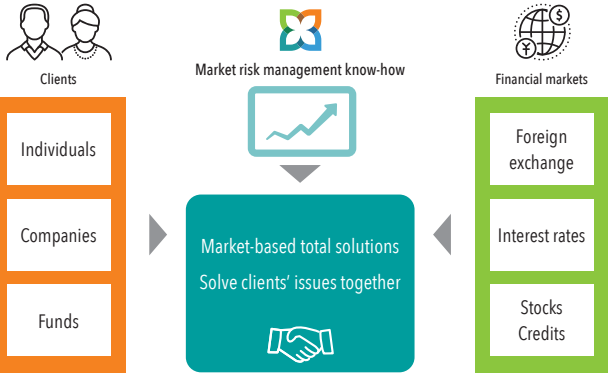 Clients
Individuals
Companies
Funds
Market risk management know-how
Market-based total solutions
Solve clients’ issues together
$
¥
Financial markets
Foreign
exchange
Interest rates
Stocks
Credits